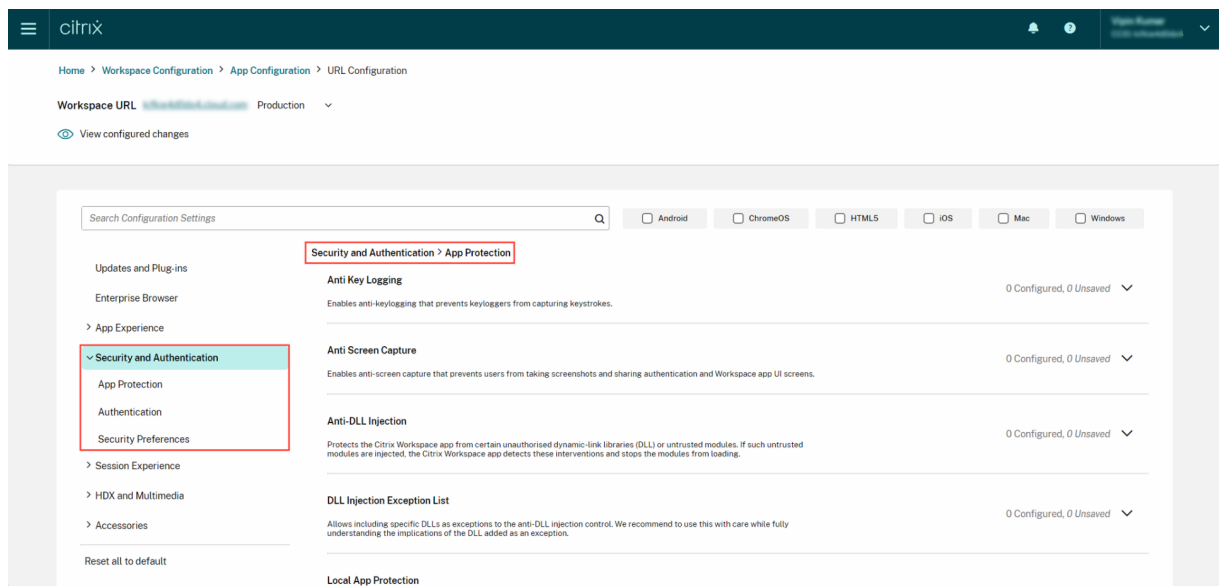 citrix
Home > Workspace Configuration > App Configuration > URL Configuration
Workspace URL Production
View configured changes
Search Configuration Settings
Android
ChromeOS
HTML5
iOS
Mac
Windows
Updates and Plug-ins
Enterprise Browser
App Experience
Security and Authentication
App Protection
Authentication
Security Preferences
Session Experience
HDX and Multimedia
Accessories
Reset all to default
Security and Authentication > App Protection
Anti Key Logging
Enables anti-keylogging that prevents keyloggers from capturing keystrokes.
0 Configured, 0 Unsaved
Anti Screen Capture
Enables anti-screen capture that prevents users from taking screenshots and sharing authentication and Workspace app UI screens.
0 Configured, 0 Unsaved
Anti-DLL Injection
Protects the Citrix Workspace app from certain unauthorised dynamic-link libraries (DLL) or untrusted modules. If such untrusted
modules are injected, the Citrix Workspace app detects these interventions and stops the modules from loading.
0 Configured, 0 Unsaved
DLL Injection Exception List
Allows including specific DLLs as exceptions to the anti-DLL injection control. We recommend to use this with care while fully
understanding the implications of the DLL added as an exception.
0 Configured, 0 Unsaved
Local App Protection